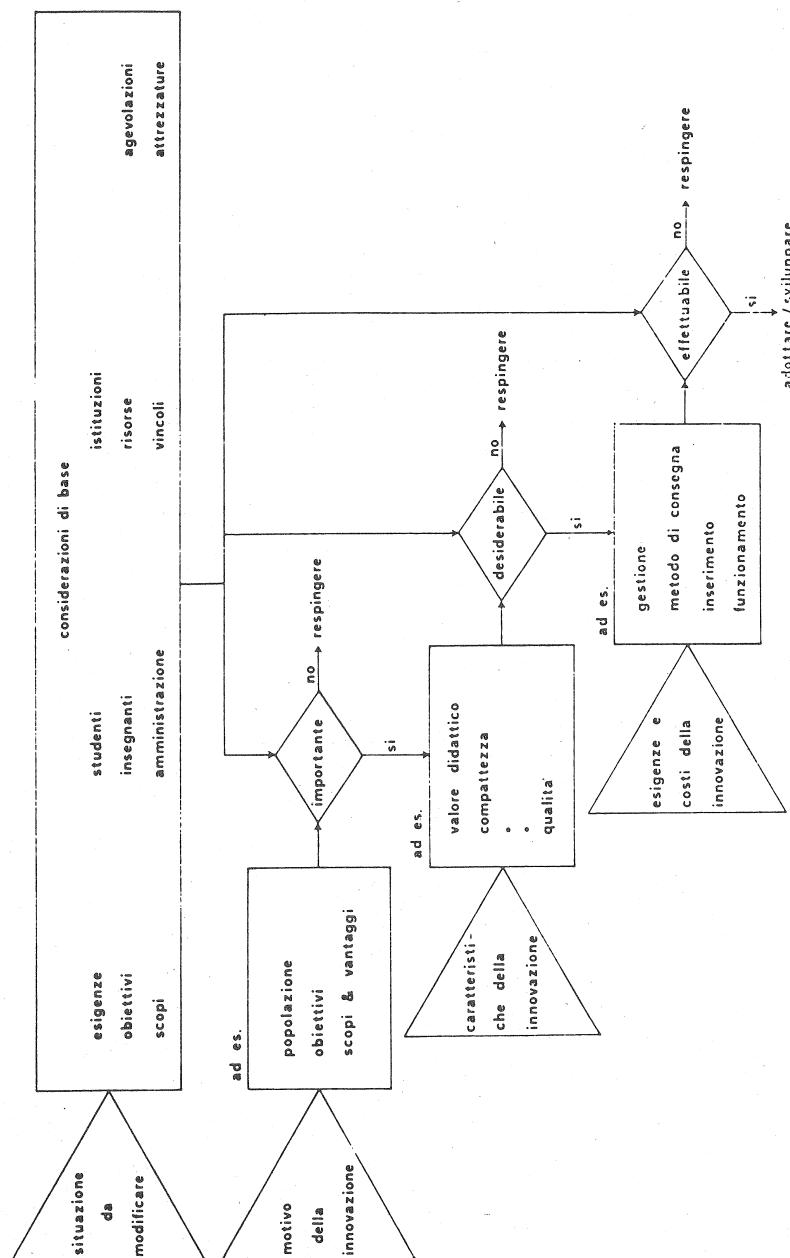 situazione
da
modificare
considerazioni di base
esigenze
obiettivi
scopi
studenti
insegnanti
amministrazione
istituzioni
risorse
vincoli
agevolazioni
attrezzature
motivo
della
innovazione
ad es.
popolazione
obiettivi
scopi & vantaggi
importante
no
respingere
si
caratteristi-
che della
innovazione
ad es.
valore didattico
compattezza
qualita'
desiderabile
no
respingere
si
esigenze e
costi della
innovazione
ad es.
gestione
metodo di consegna
inserimento
funzionamento
effettuabile
no
respingere
si
adottare / sviluppare